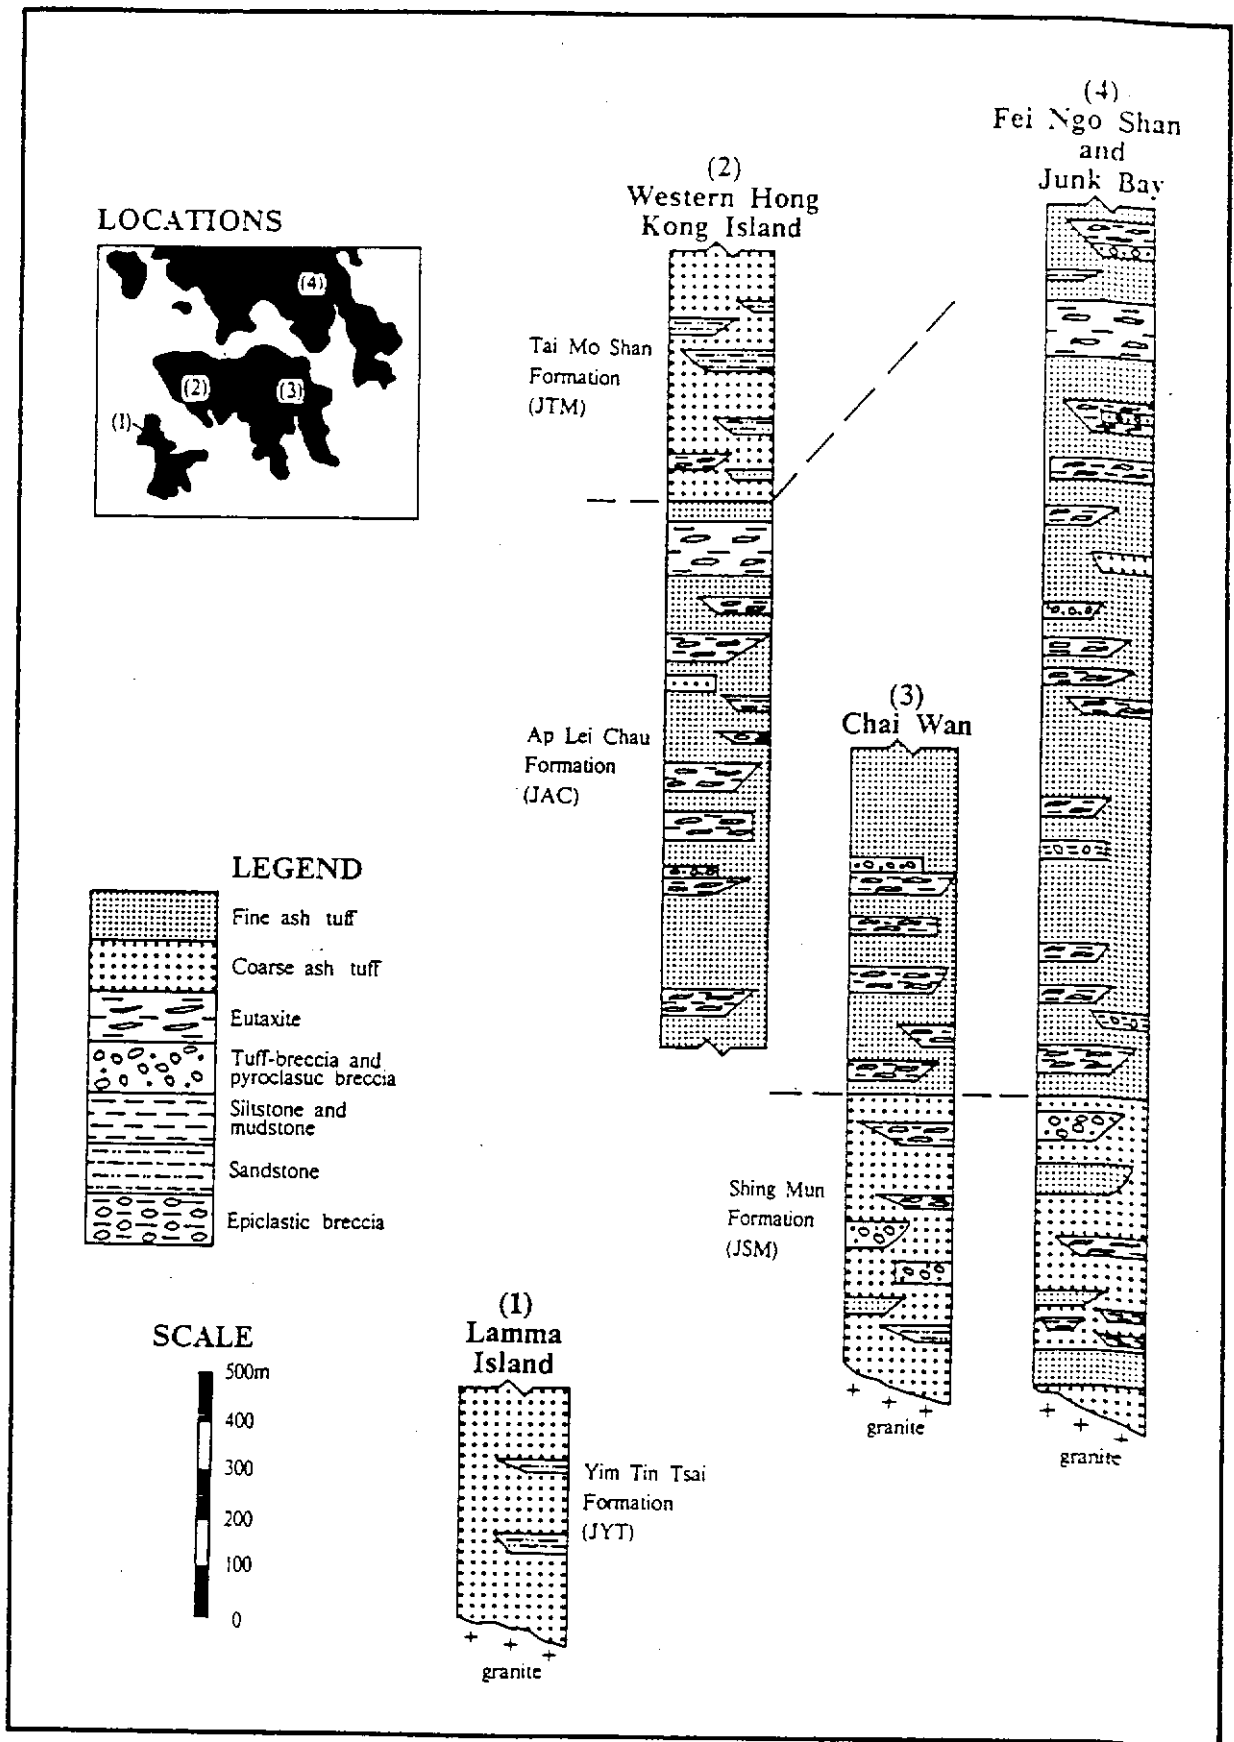 (4)
Fei Ngo Shan
and
Junk Bay
(2)
Western Hong
Kong Island
LOCATIONS
(4)
(2)
(3)
(1)
Tai Mo Shan
Formation
(JTM)
(3)
Chai Wan
Ap Lei Chau
Formation
(JAC)
LEGEND
Fine ash tuff
Coarse ash tuff
Eutaxite
Tuff-breccia and
pyroclasuc breccia
Siltstone and
mudstone
Sandstone
Epiclastic breccia
Shing Mun
Formation
(JSM)
(1)
Lamma
Island
SCALE
500m
400
300
200
100
0
Yim Tin Tsai
Formation
(JYT)
granite
granite
granite